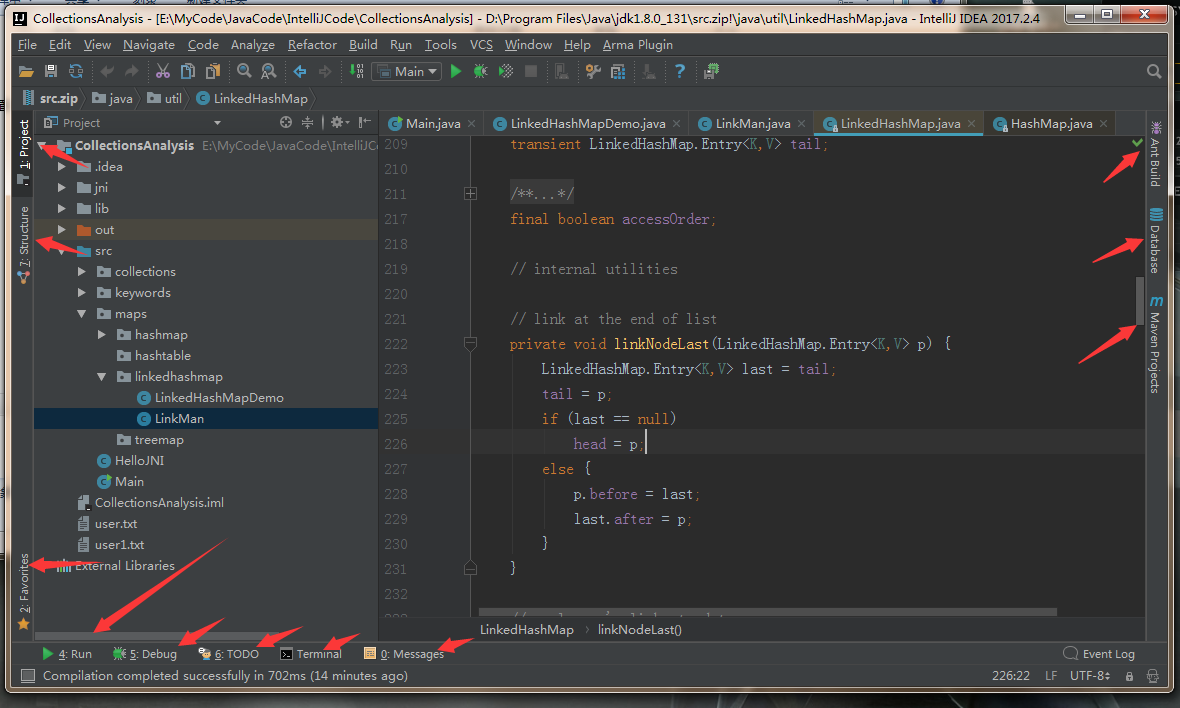 CollectionsAnalysis - [E:\MyCode\JavaCode\IntelliJCode\CollectionsAnalysis] - D:\Program Files\Java\jdk1.8.0_131\src.zip!\java\util\LinkedHashMap.java - IntelliJ IDEA 2017.2.4
File Edit View Navigate Code Analyze Refactor Build Run Tools VCS Window Help Arma Plugin
Main
src.zip java util LinkedHashMap
Project
Main.java LinkedHashMapDemo.java LinkMan.java LinkedHashMap.java HashMap.java
1: Project
7: Structure
2: Favorites
CollectionsAnalysis E:\MyCode\JavaCode\IntelliJC
.idea
jni
lib
out
src
collections
keywords
maps
hashmap
hashtable
linkedhashmap
LinkedHashMapDemo
LinkMan
treemap
HelloJNI
Main
CollectionsAnalysis.iml
user.txt
user1.txt
External Libraries
209 transient LinkedHashMap.Entry<K,V> tail;
210
211 /**...*/
217 final boolean accessOrder;
218
219 // internal utilities
220
221 // link at the end of list
222 private void linkNodeLast(LinkedHashMap.Entry<K,V> p) {
223 LinkedHashMap.Entry<K,V> last = tail;
224 tail = p;
225 if (last == null)
226 head = p;
227 else {
228 p.before = last;
229 last.after = p;
230 }
231 }
232
LinkedHashMap linkNodeLast()
Ant Build
Database
Maven Projects
4: Run 5: Debug 6: TODO Terminal 0: Messages Event Log
Compilation completed successfully in 702ms (14 minutes ago) 226:22 LF UTF-8